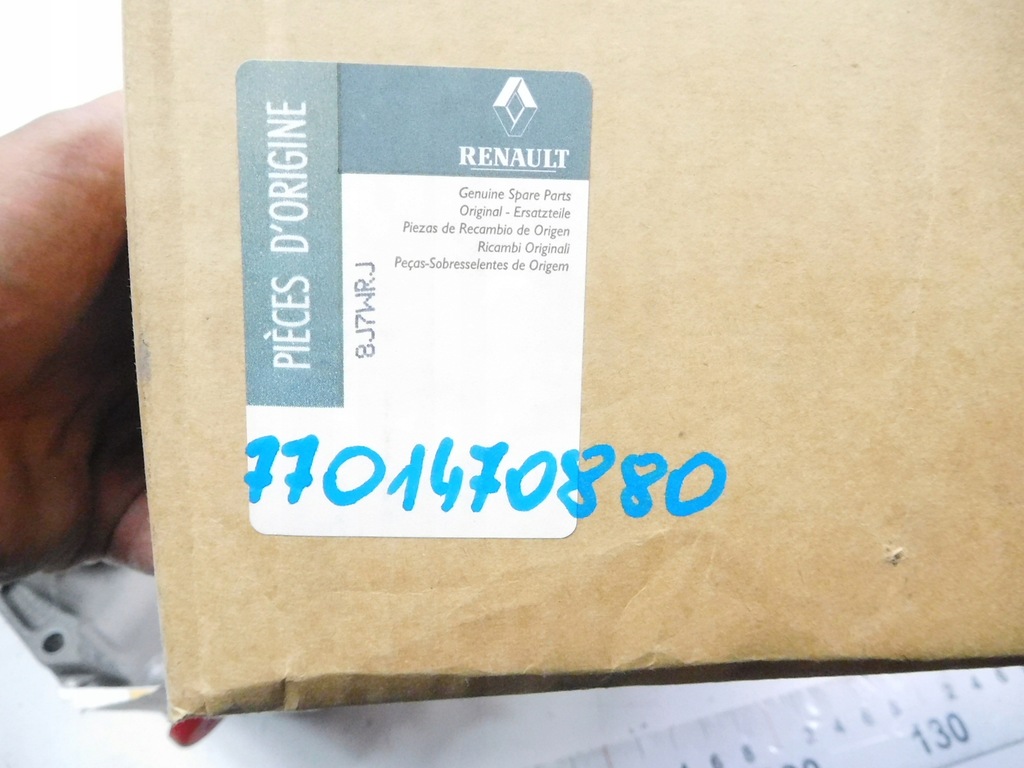 PIÈCES D'ORIGINE
RENAULT
Genuine Spare Parts
Original - Ersatzteile
Piezas de Recambio de Origen
Ricambi Originali
Peças-Sobresselentes de Origem
8J7WRJ
7701470880
130